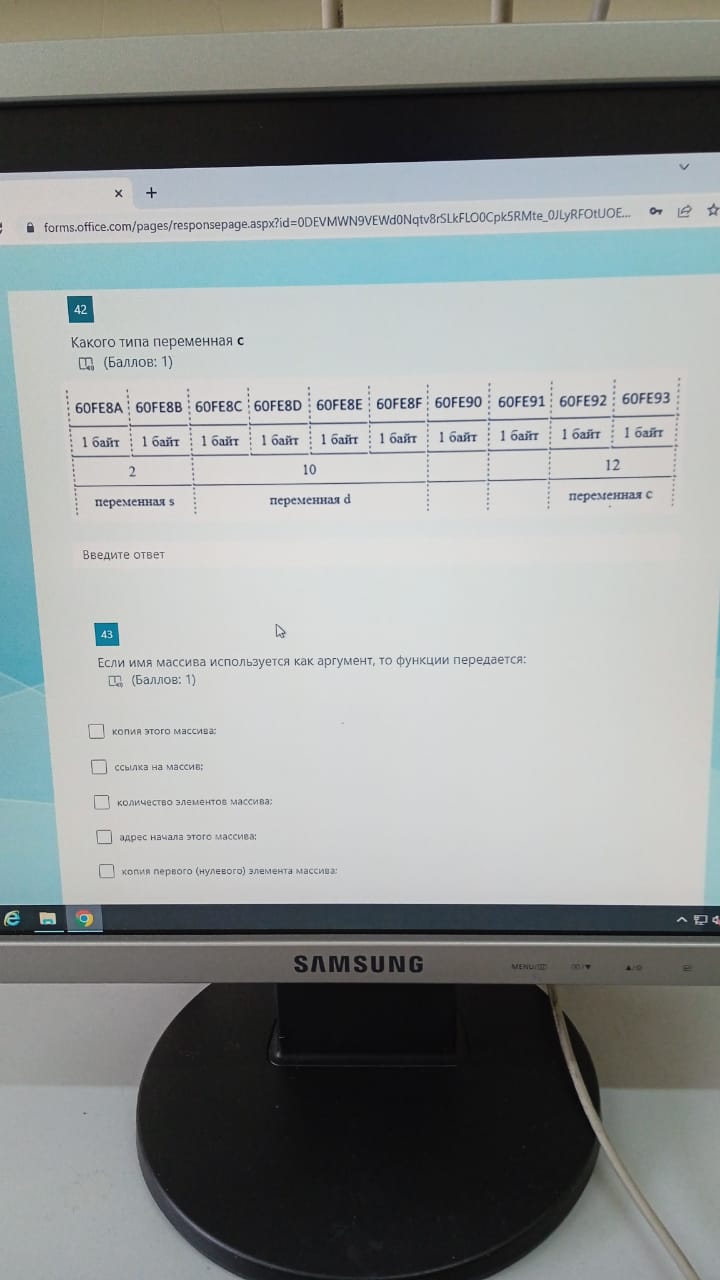 forms.office.com/pages/responsepage.aspx?id=0DEVMWN9VEWd0Nqtv8rSLkFLO0Cpk5RMte_0JLyRFOtUOE...
42
Какого типа переменная с
(Баллов: 1)
60FE8A 60FE8B 60FE8C 60FE8D 60FE8E 60FE8F 60FE90 60FE91 60FE92 60FE93
1 байт 1 байт 1 байт 1 байт 1 байт 1 байт 1 байт 1 байт 1 байт 1 байт
2 10 12
переменная s переменная d переменная c
Введите ответ
43
Если имя массива используется как аргумент, то функции передается:
(Баллов: 1)
копия этого массива;
ссылка на массив;
количество элементов массива;
адрес начала этого массива;
копия первого (нулевого) элемента массива;
SAMSUNG
MENU/